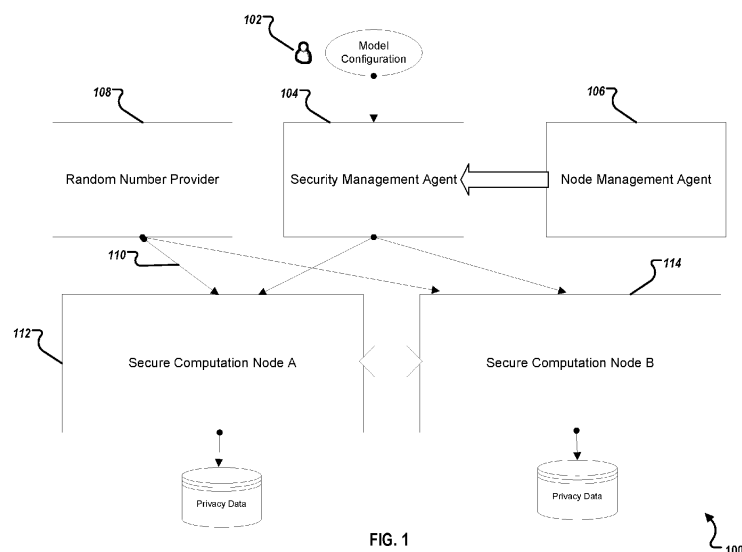 102
Model
Configuration
108
104
106
Random Number Provider
Security Management Agent
Node Management Agent
110
114
112
Secure Computation Node A
Secure Computation Node B
Privacy Data
Privacy Data
FIG. 1
100